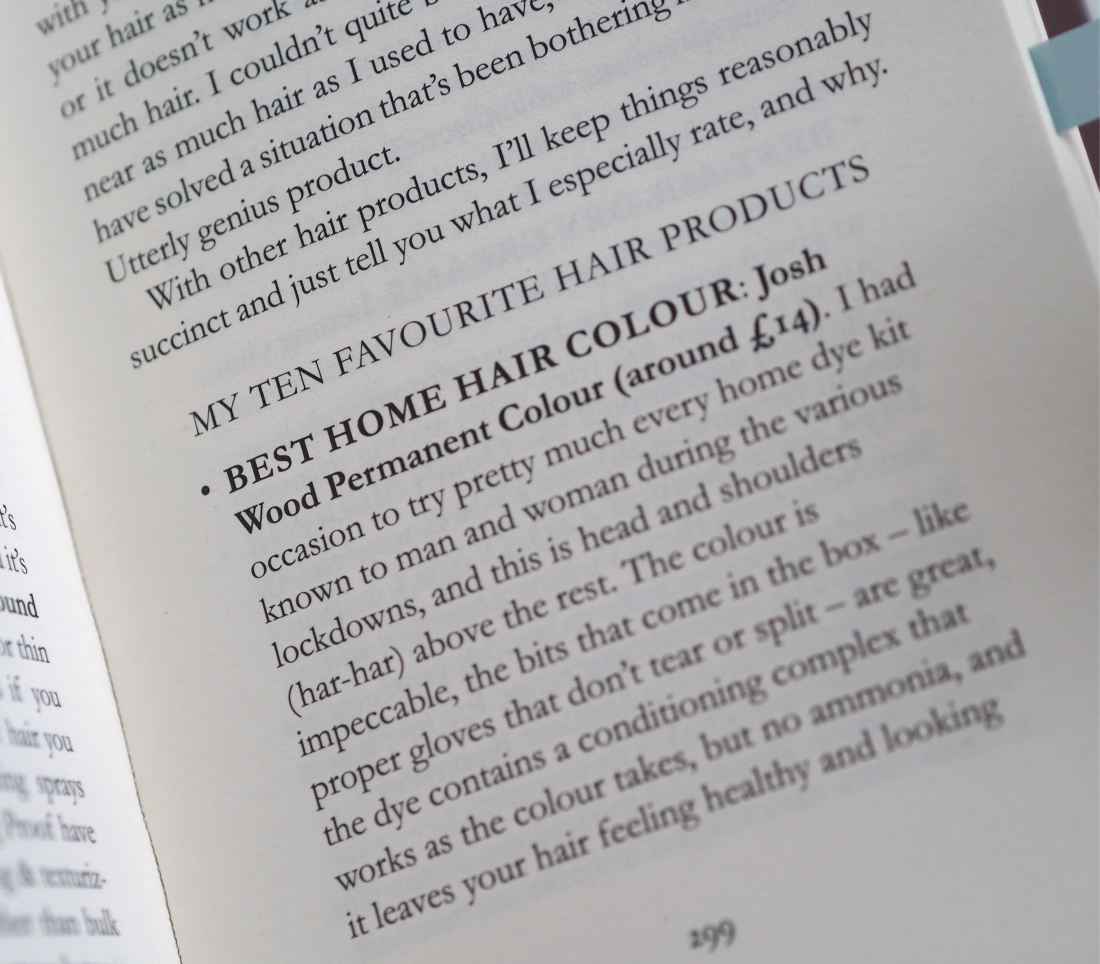 with
your hair as
or it doesn't work
much hair. I couldn't quite
near as much hair as I used to have,
have solved a situation that's been bothering
Utterly genius product.
With other hair products, I'll keep things reasonably
succinct and just tell you what I especially rate, and why.
MY TEN FAVOURITE HAIR PRODUCTS
• BEST HOME HAIR COLOUR: Josh
Wood Permanent Colour (around £14). I had
occasion to try pretty much every home dye kit
known to man and woman during the various
lockdowns, and this is head and shoulders
(har-har) above the rest. The colour is
impeccable, the bits that come in the box – like
proper gloves that don't tear or split – are great,
the dye contains a conditioning complex that
works as the colour takes, but no ammonia, and
it leaves your hair feeling healthy and looking
299
it's
or thin
if you
hair you
sprays
Proof have
& texturiz-
than bulk